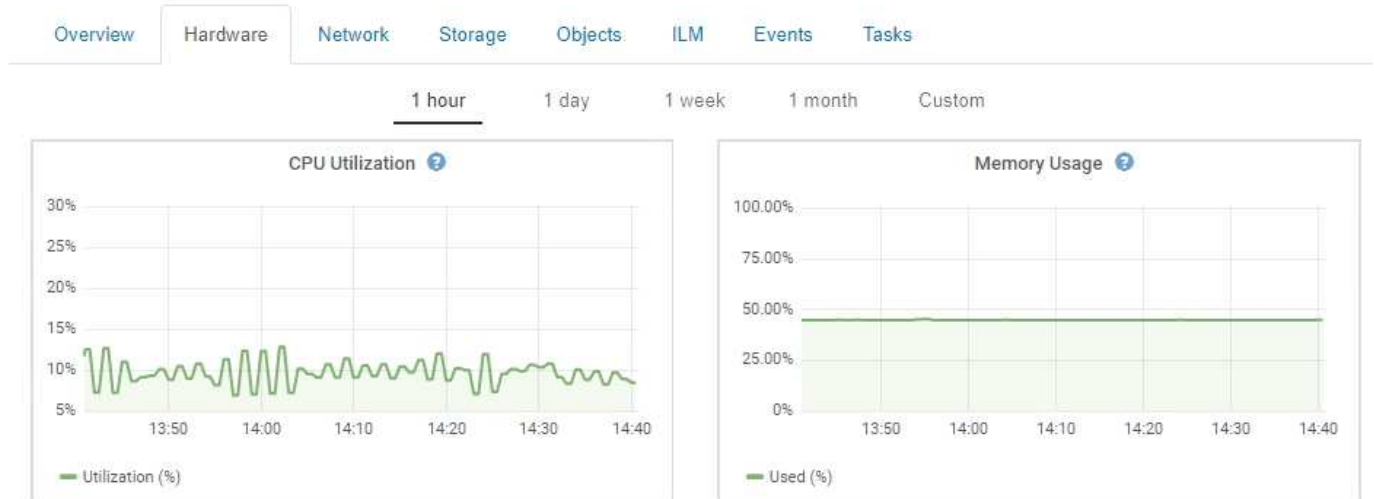 Overview Hardware Network Storage Objects ILM Events Tasks
1 hour 1 day 1 week 1 month Custom
CPU Utilization ?
30%
25%
20%
15%
10%
5%
13:50 14:00 14:10 14:20 14:30 14:40
Utilization (%)
Memory Usage ?
100.00%
75.00%
50.00%
25.00%
0%
13:50 14:00 14:10 14:20 14:30 14:40
Used (%)